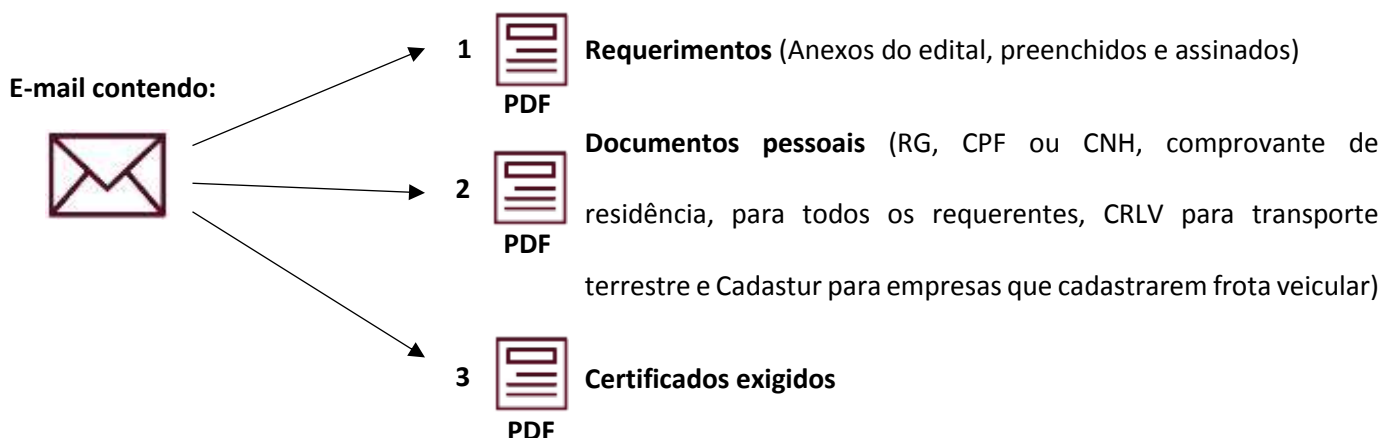 E-mail contendo:
1
PDF
Requerimentos (Anexos do edital, preenchidos e assinados)
2
PDF
Documentos pessoais (RG, CPF ou CNH, comprovante de
residência, para todos os requerentes, CRLV para transporte
terrestre e Cadastur para empresas que cadastrarem frota veicular)
3
PDF
Certificados exigidos